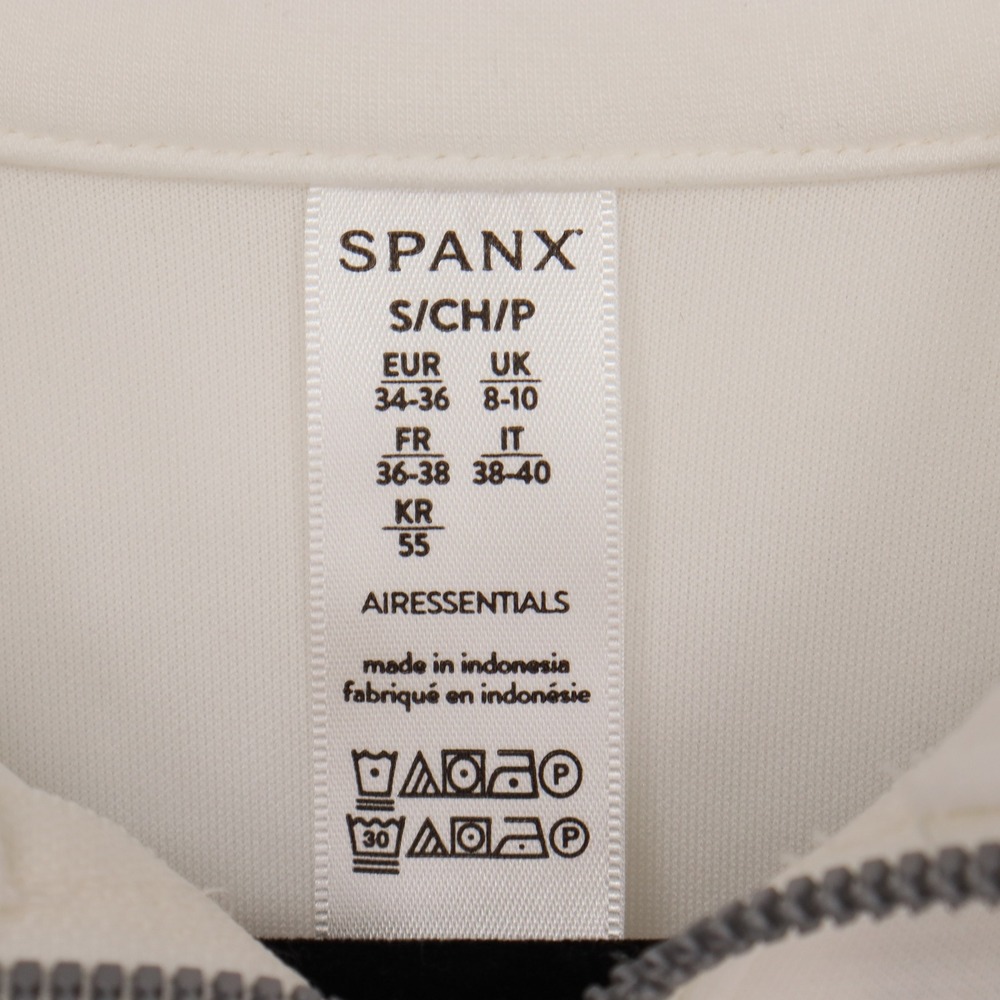 SPANX
S/CH/P
EUR UK
34-36 8-10
FR IT
36-38 38-40
KR
55
AIRESSENTIALS
made in indonesia
fabriqué en indonésie
P
30 P